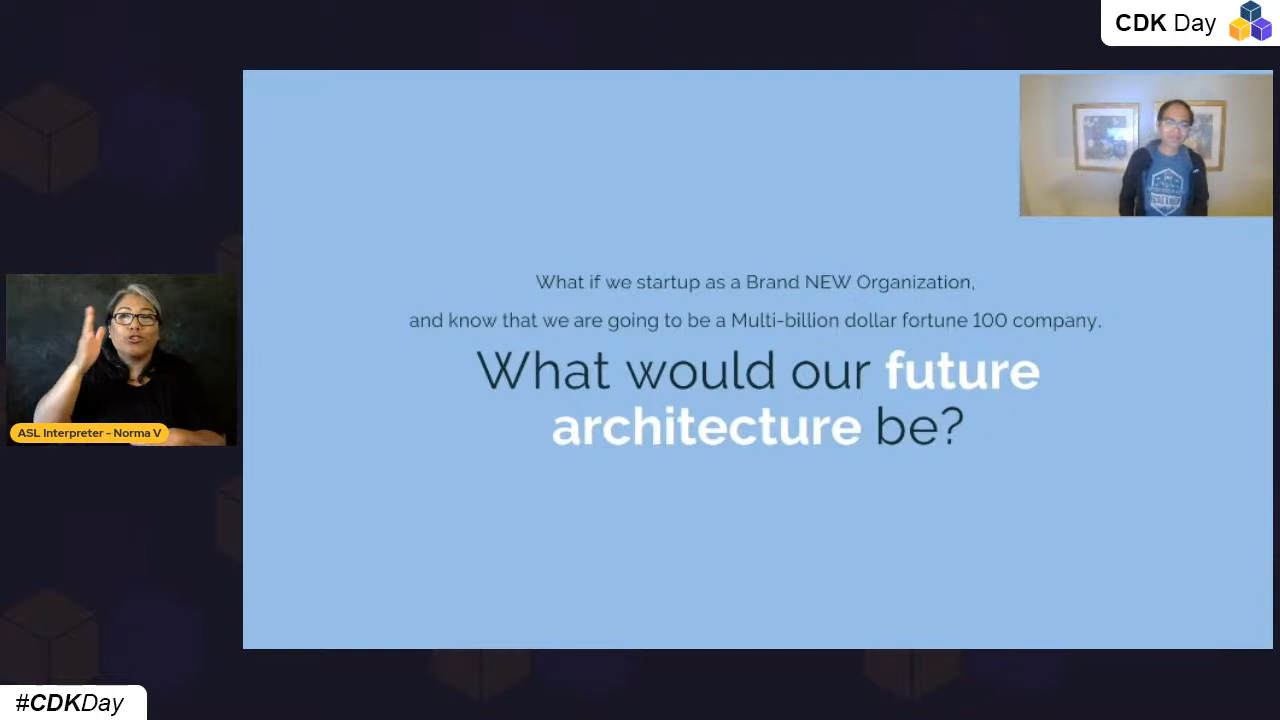 CDK Day
What if we startup as a Brand NEW Organization,
and know that we are going to be a Multi-billion dollar fortune 100 company.
What would our future
architecture be?
ASL Interpreter - Norma V
#CDKDay